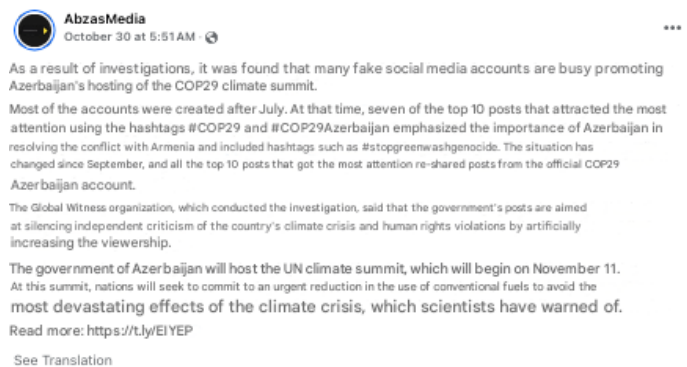 AbzasMedia
October 30 at 5:51 AM ·
As a result of investigations, it was found that many fake social media accounts are busy promoting
Azerbaijan's hosting of the COP29 climate summit.
Most of the accounts were created after July. At that time, seven of the top 10 posts that attracted the most
attention using the hashtags #COP29 and #COP29Azerbaijan emphasized the importance of Azerbaijan in
resolving the conflict with Armenia and included hashtags such as #stopgreenwashgenocide. The situation has
changed since September, and all the top 10 posts that got the most attention re-shared posts from the official COP29
Azerbaijan account.
The Global Witness organization, which conducted the investigation, said that the government's posts are aimed
at silencing independent criticism of the country's climate crisis and human rights violations by artificially
increasing the viewership.
The government of Azerbaijan will host the UN climate summit, which will begin on November 11.
At this summit, nations will seek to commit to an urgent reduction in the use of conventional fuels to avoid the
most devastating effects of the climate crisis, which scientists have warned of.
Read more: https://t.ly/EIYEP
See Translation